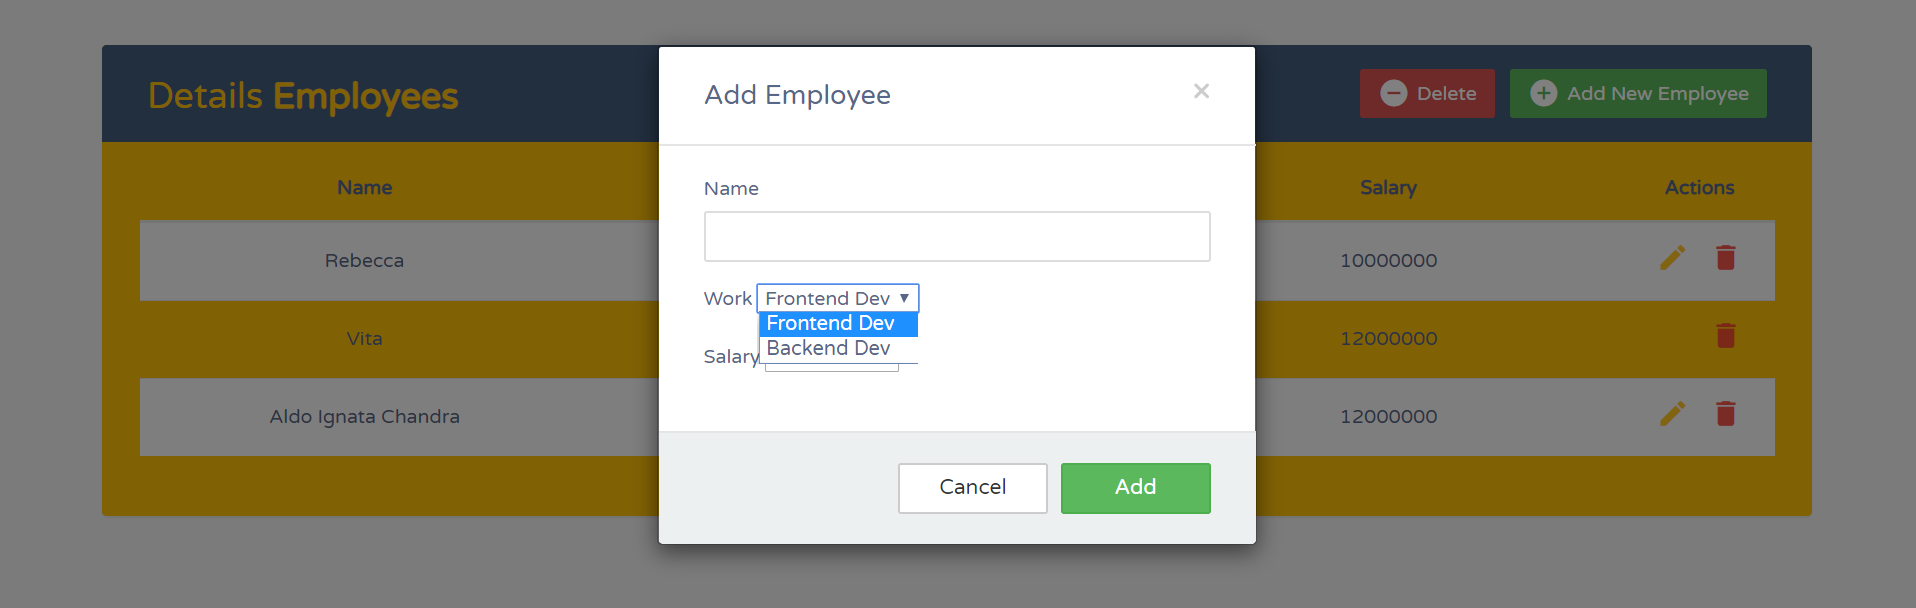 Details Employees
Delete
Add New Employee
Name
Salary
Actions
Rebecca
10000000
Vita
12000000
Aldo Ignata Chandra
12000000
Add Employee
×
Name
Work Frontend Dev
Frontend Dev
Backend Dev
Salary
Cancel
Add